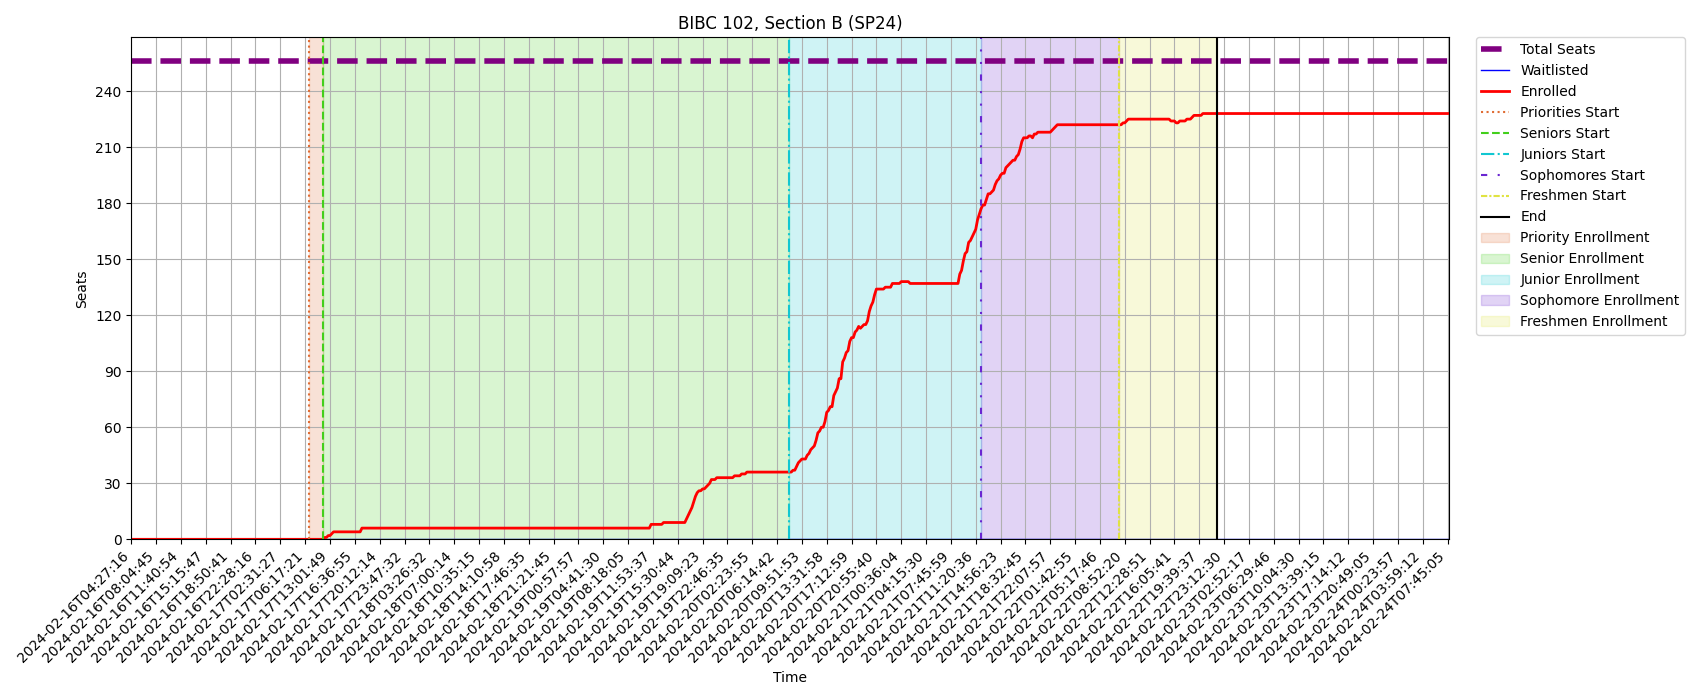 BIBC 102, Section B (SP24)
Seats
240
210
180
150
120
90
60
30
0
2024-02-16T04:27:16
2024-02-16T08:04:45
2024-02-16T11:40:54
2024-02-16T15:15:47
2024-02-16T18:50:41
2024-02-16T22:28:16
2024-02-17T02:31:27
2024-02-17T06:17:21
2024-02-17T13:01:49
2024-02-17T16:36:55
2024-02-17T20:12:14
2024-02-17T23:47:32
2024-02-18T03:26:32
2024-02-18T07:00:14
2024-02-18T10:35:15
2024-02-18T14:10:58
2024-02-18T17:46:35
2024-02-18T21:21:45
2024-02-19T00:57:57
2024-02-19T04:41:30
2024-02-19T08:18:05
2024-02-19T11:53:37
2024-02-19T15:30:44
2024-02-19T19:09:23
2024-02-19T22:46:35
2024-02-20T02:23:55
2024-02-20T06:14:42
2024-02-20T09:51:53
2024-02-20T13:31:58
2024-02-20T17:12:59
2024-02-20T20:55:40
2024-02-21T00:36:04
2024-02-21T04:15:30
2024-02-21T07:45:59
2024-02-21T11:20:36
2024-02-21T14:56:23
2024-02-21T18:32:45
2024-02-21T22:07:57
2024-02-22T01:42:55
2024-02-22T05:17:46
2024-02-22T08:52:20
2024-02-22T12:28:51
2024-02-22T16:05:41
2024-02-22T19:39:37
2024-02-22T23:12:30
2024-02-23T02:52:17
2024-02-23T06:29:46
2024-02-23T10:04:30
2024-02-23T13:39:15
2024-02-23T17:14:12
2024-02-23T20:49:05
2024-02-24T00:23:57
2024-02-24T03:59:12
2024-02-24T07:45:05
Time
Total Seats
Waitlisted
Enrolled
Priorities Start
Seniors Start
Juniors Start
Sophomores Start
Freshmen Start
End
Priority Enrollment
Senior Enrollment
Junior Enrollment
Sophomore Enrollment
Freshmen Enrollment